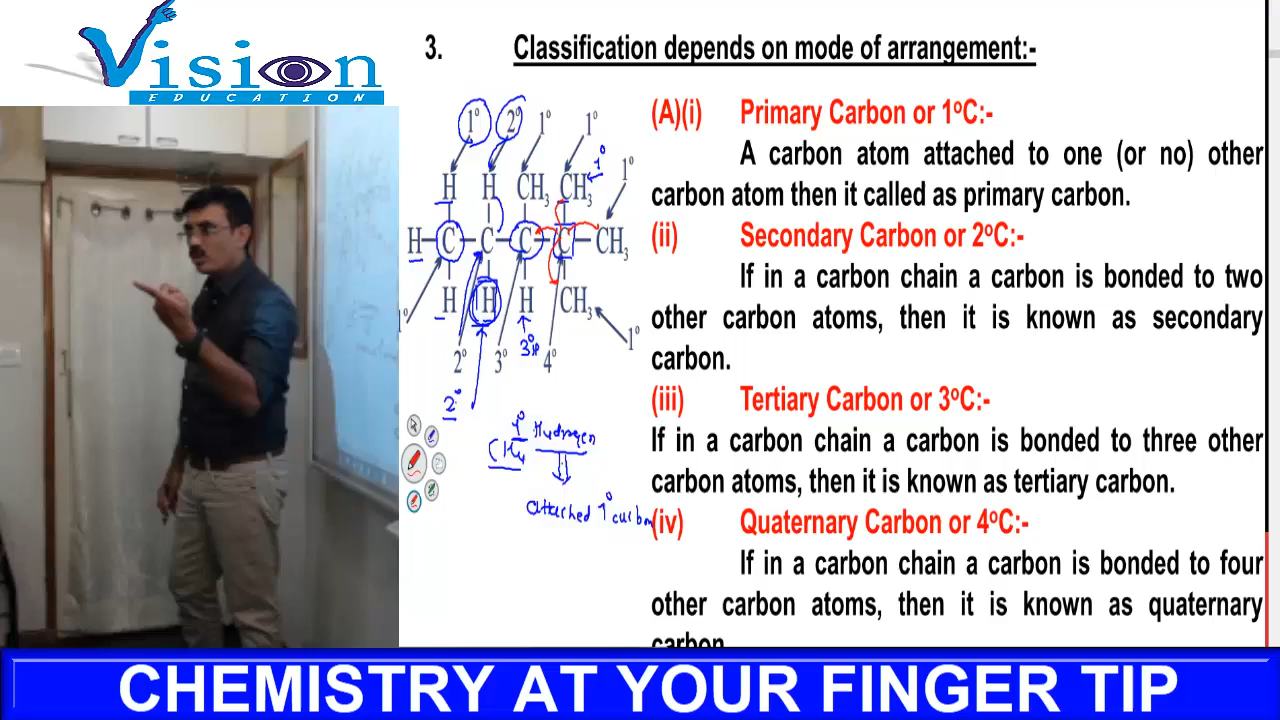 Vision
EDUCATION
3. Classification depends on mode of arrangement:-
(A)(i) Primary Carbon or 1°C:-
A carbon atom attached to one (or no) other
carbon atom then it called as primary carbon.
(ii) Secondary Carbon or 2°C:-
If in a carbon chain a carbon is bonded to two
other carbon atoms, then it is known as secondary
carbon.
(iii) Tertiary Carbon or 3°C:-
If in a carbon chain a carbon is bonded to three other
carbon atoms, then it is known as tertiary carbon.
(iv) Quaternary Carbon or 4°C:-
If in a carbon chain a carbon is bonded to four
other carbon atoms, then it is known as quaternary
carbon.
1° 2° 1° 1°
1° 1°
H H CH₃ CH₃
H–C–C–C–C–CH₃
H H H CH₃
1° 3° 1°
2° 3° 4°
2°
1° Hydrogen
CH₄
attached 1° carbon
CHEMISTRY AT YOUR FINGER TIP